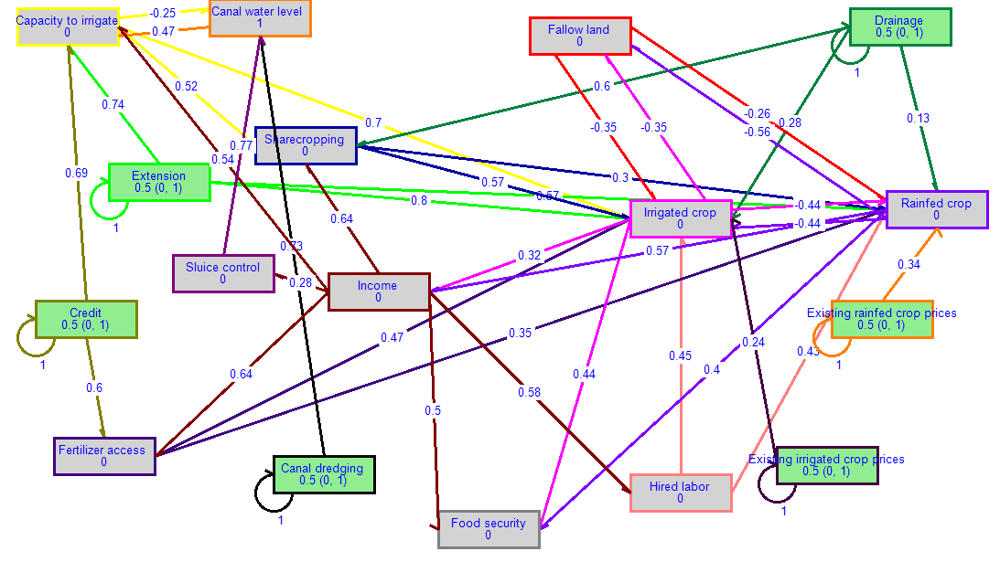 Capacity to irrigate
0
-0.25
0.47
Canal water level
1
Fallow land
0
Drainage
0.5 (0, 1)
1
0.52
0.74
0.7
0.6
-0.35
-0.35
-0.26
-0.56
0.28
0.13
Sharecropping
0
0.77
0.54
0.69
Extension
0.5 (0, 1)
1
0.57
0.57
0.8
0.3
0.64
Irrigated crop
0
-0.44
-0.44
Rainfed crop
0
0.73
0.32
0.57
0.28
Sluice control
0
Income
0
0.34
Credit
0.5 (0, 1)
1
Existing rainfed crop prices
0.5 (0, 1)
1
0.47
0.35
0.24
0.43
0.45
0.4
0.44
0.64
0.6
0.58
0.5
Fertilizer access
0
Canal dredging
0.5 (0, 1)
1
Existing irrigated crop prices
0.5 (0, 1)
1
Hired labor
0
Food security
0